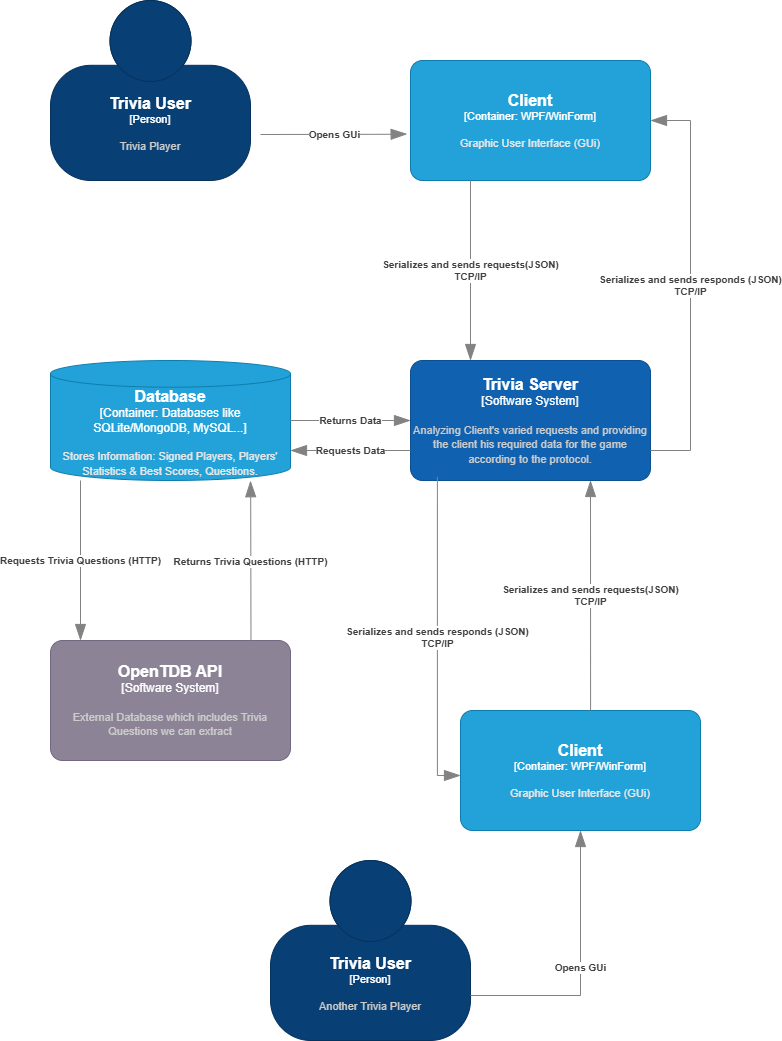 Trivia User
[Person]
Trivia Player
Opens GUi
Client
[Container: WPF/WinForm]
Graphic User Interface (GUi)
Serializes and sends requests(JSON)
TCP/IP
Serializes and sends responds (JSON)
TCP/IP
Database
[Container: Databases like
SQLite/MongoDB, MySQL...]
Stores Information: Signed Players, Players'
Statistics & Best Scores, Questions.
Returns Data
Requests Data
Trivia Server
[Software System]
Analyzing Client's varied requests and providing
the client his required data for the game
according to the protocol.
Requests Trivia Questions (HTTP)
Returns Trivia Questions (HTTP)
Serializes and sends requests(JSON)
TCP/IP
Serializes and sends responds (JSON)
TCP/IP
OpenTDB API
[Software System]
External Database which includes Trivia
Questions we can extract
Client
[Container: WPF/WinForm]
Graphic User Interface (GUi)
Trivia User
[Person]
Another Trivia Player
Opens GUi